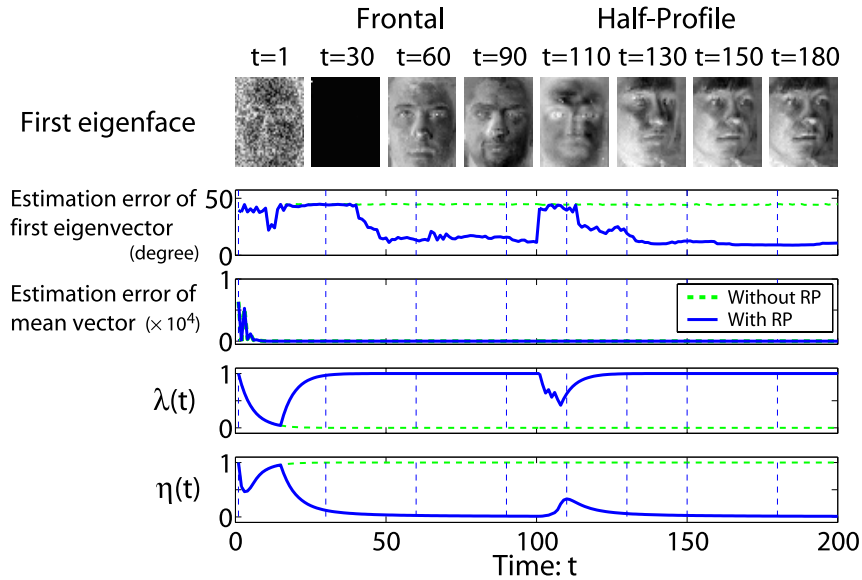 Frontal Half-Profile
t=1 t=30 t=60 t=90 t=110 t=130 t=150 t=180
First eigenface
Estimation error of
first eigenvector
(degree)
50
0
Estimation error of
mean vector (× 10⁴)
1
0
Without RP
With RP
λ(t)
1
0
η(t)
1
0
0 50 100 150 200
Time: t